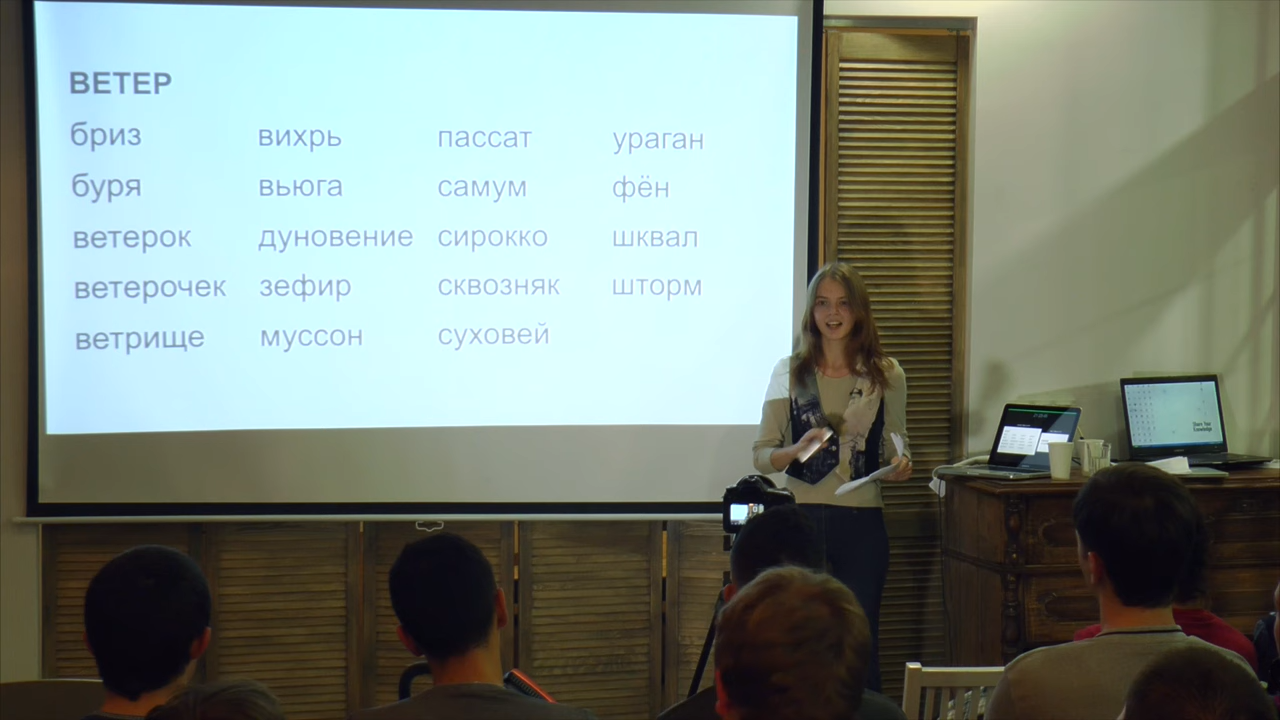 ВЕТЕР
бриз вихрь пассат ураган
буря вьюга самум фён
ветерок дуновение сирокко шквал
ветерочек зефир сквозняк шторм
ветрище муссон суховей